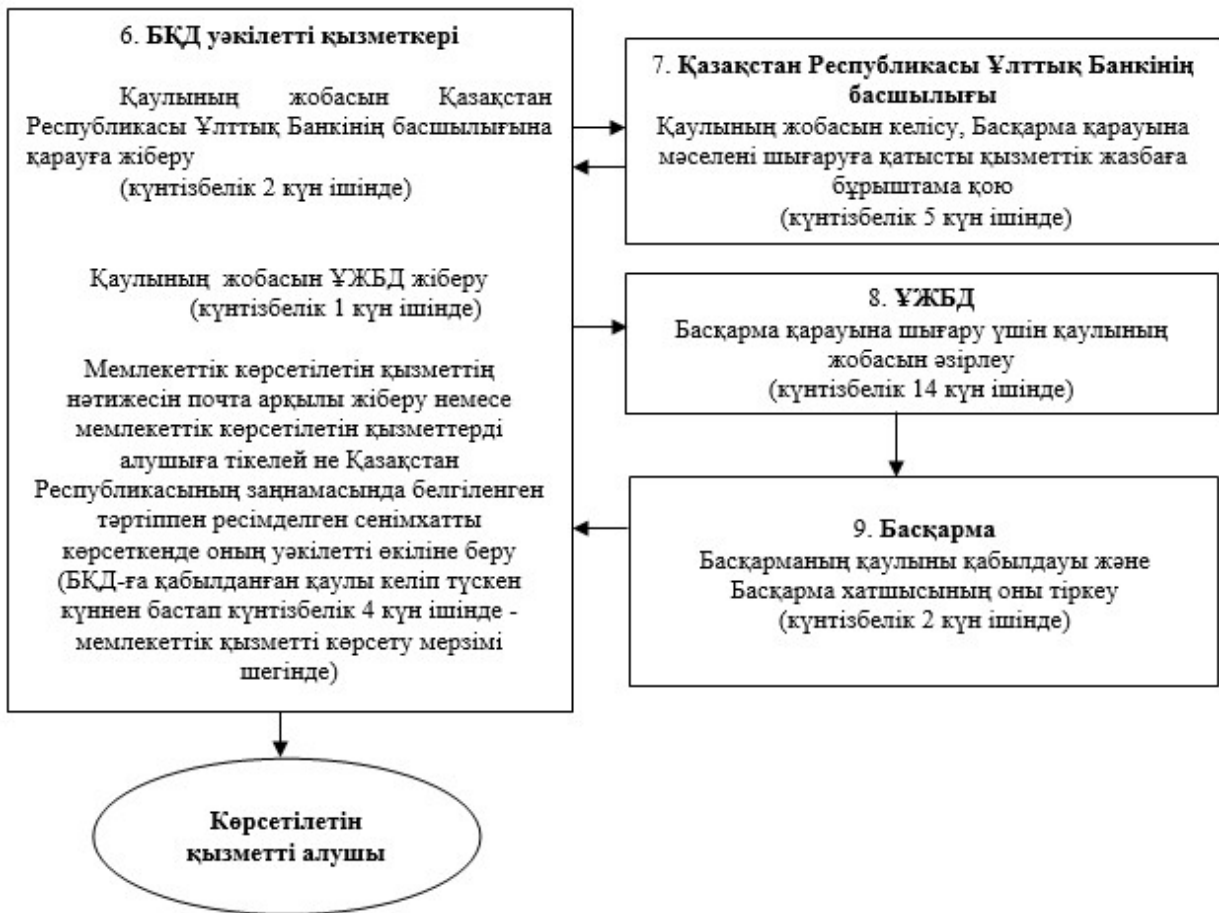 6. БҚД уәкілетті қызметкері
Қаулының жобасын Қазақстан
Республикасы Ұлттық Банкінің басшылығына
қарауға жіберу
(күнтізбелік 2 күн ішінде)
Қаулының жобасын ҰЖБД жіберу
(күнтізбелік 1 күн ішінде)
Мемлекеттік көрсетілетін қызметтің
нәтижесін почта арқылы жіберу немесе
мемлекеттік көрсетілетін қызметтерді
алушыға тікелей не Қазақстан
Республикасының заңнамасында белгіленген
тәртіппен ресімделген сенімхатты
көрсеткенде оның уәкілетті өкіліне беру
(БҚД-ға қабылданған қаулы келіп түскен
күннен бастап күнтізбелік 4 күн ішінде -
мемлекеттік қызметті көрсету мерзімі
шегінде)
7. Қазақстан Республикасы Ұлттық Банкінің
басшылығы
Қаулының жобасын келісу, Басқарма қарауына
мәселені шығаруға қатысты қызметтік жазбаға
бұрыштама қою
(күнтізбелік 5 күн ішінде)
8. ҰЖБД
Басқарма қарауына шығару үшін қаулының
жобасын әзірлеу
(күнтізбелік 14 күн ішінде)
9. Басқарма
Басқарманың қаулыны қабылдауы және
Басқарма хатшысының оны тіркеу
(күнтізбелік 2 күн ішінде)
Көрсетілетін
қызметті алушы